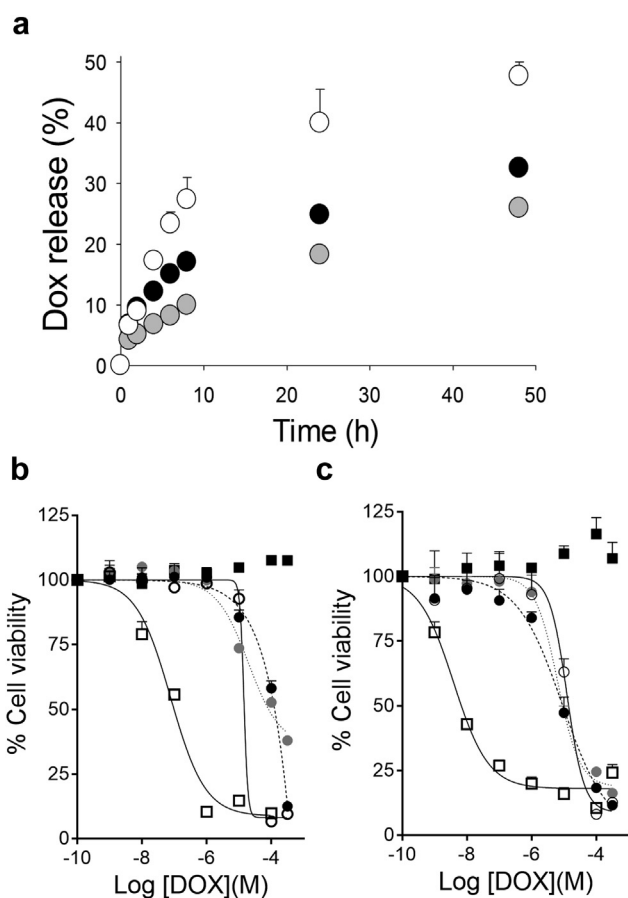 a
Dox release (%)
50
40
30
20
10
0
0 10 20 30 40 50
Time (h)
b
% Cell viability
125
100
75
50
25
0
-10 -8 -6 -4
Log [DOX](M)
c
% Cell viability
125
100
75
50
25
0
-10 -8 -6 -4
Log [DOX](M)